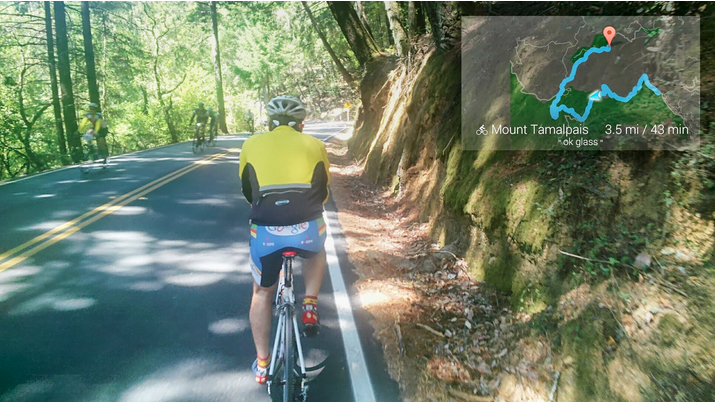 Mount Tamalpais 3.5 mi / 43 min
"ok glass"